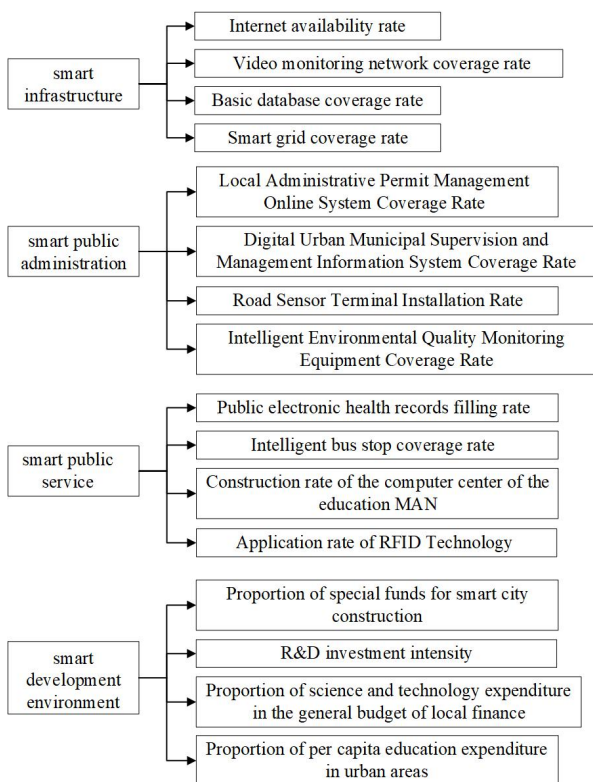 smart
infrastructure
Internet availability rate
Video monitoring network coverage rate
Basic database coverage rate
Smart grid coverage rate
smart public
administration
Local Administrative Permit Management
Online System Coverage Rate
Digital Urban Municipal Supervision and
Management Information System Coverage Rate
Road Sensor Terminal Installation Rate
Intelligent Environmental Quality Monitoring
Equipment Coverage Rate
smart public
service
Public electronic health records filling rate
Intelligent bus stop coverage rate
Construction rate of the computer center of the
education MAN
Application rate of RFID Technology
smart
development
environment
Proportion of special funds for smart city
construction
R&D investment intensity
Proportion of science and technology expenditure
in the general budget of local finance
Proportion of per capita education expenditure
in urban areas